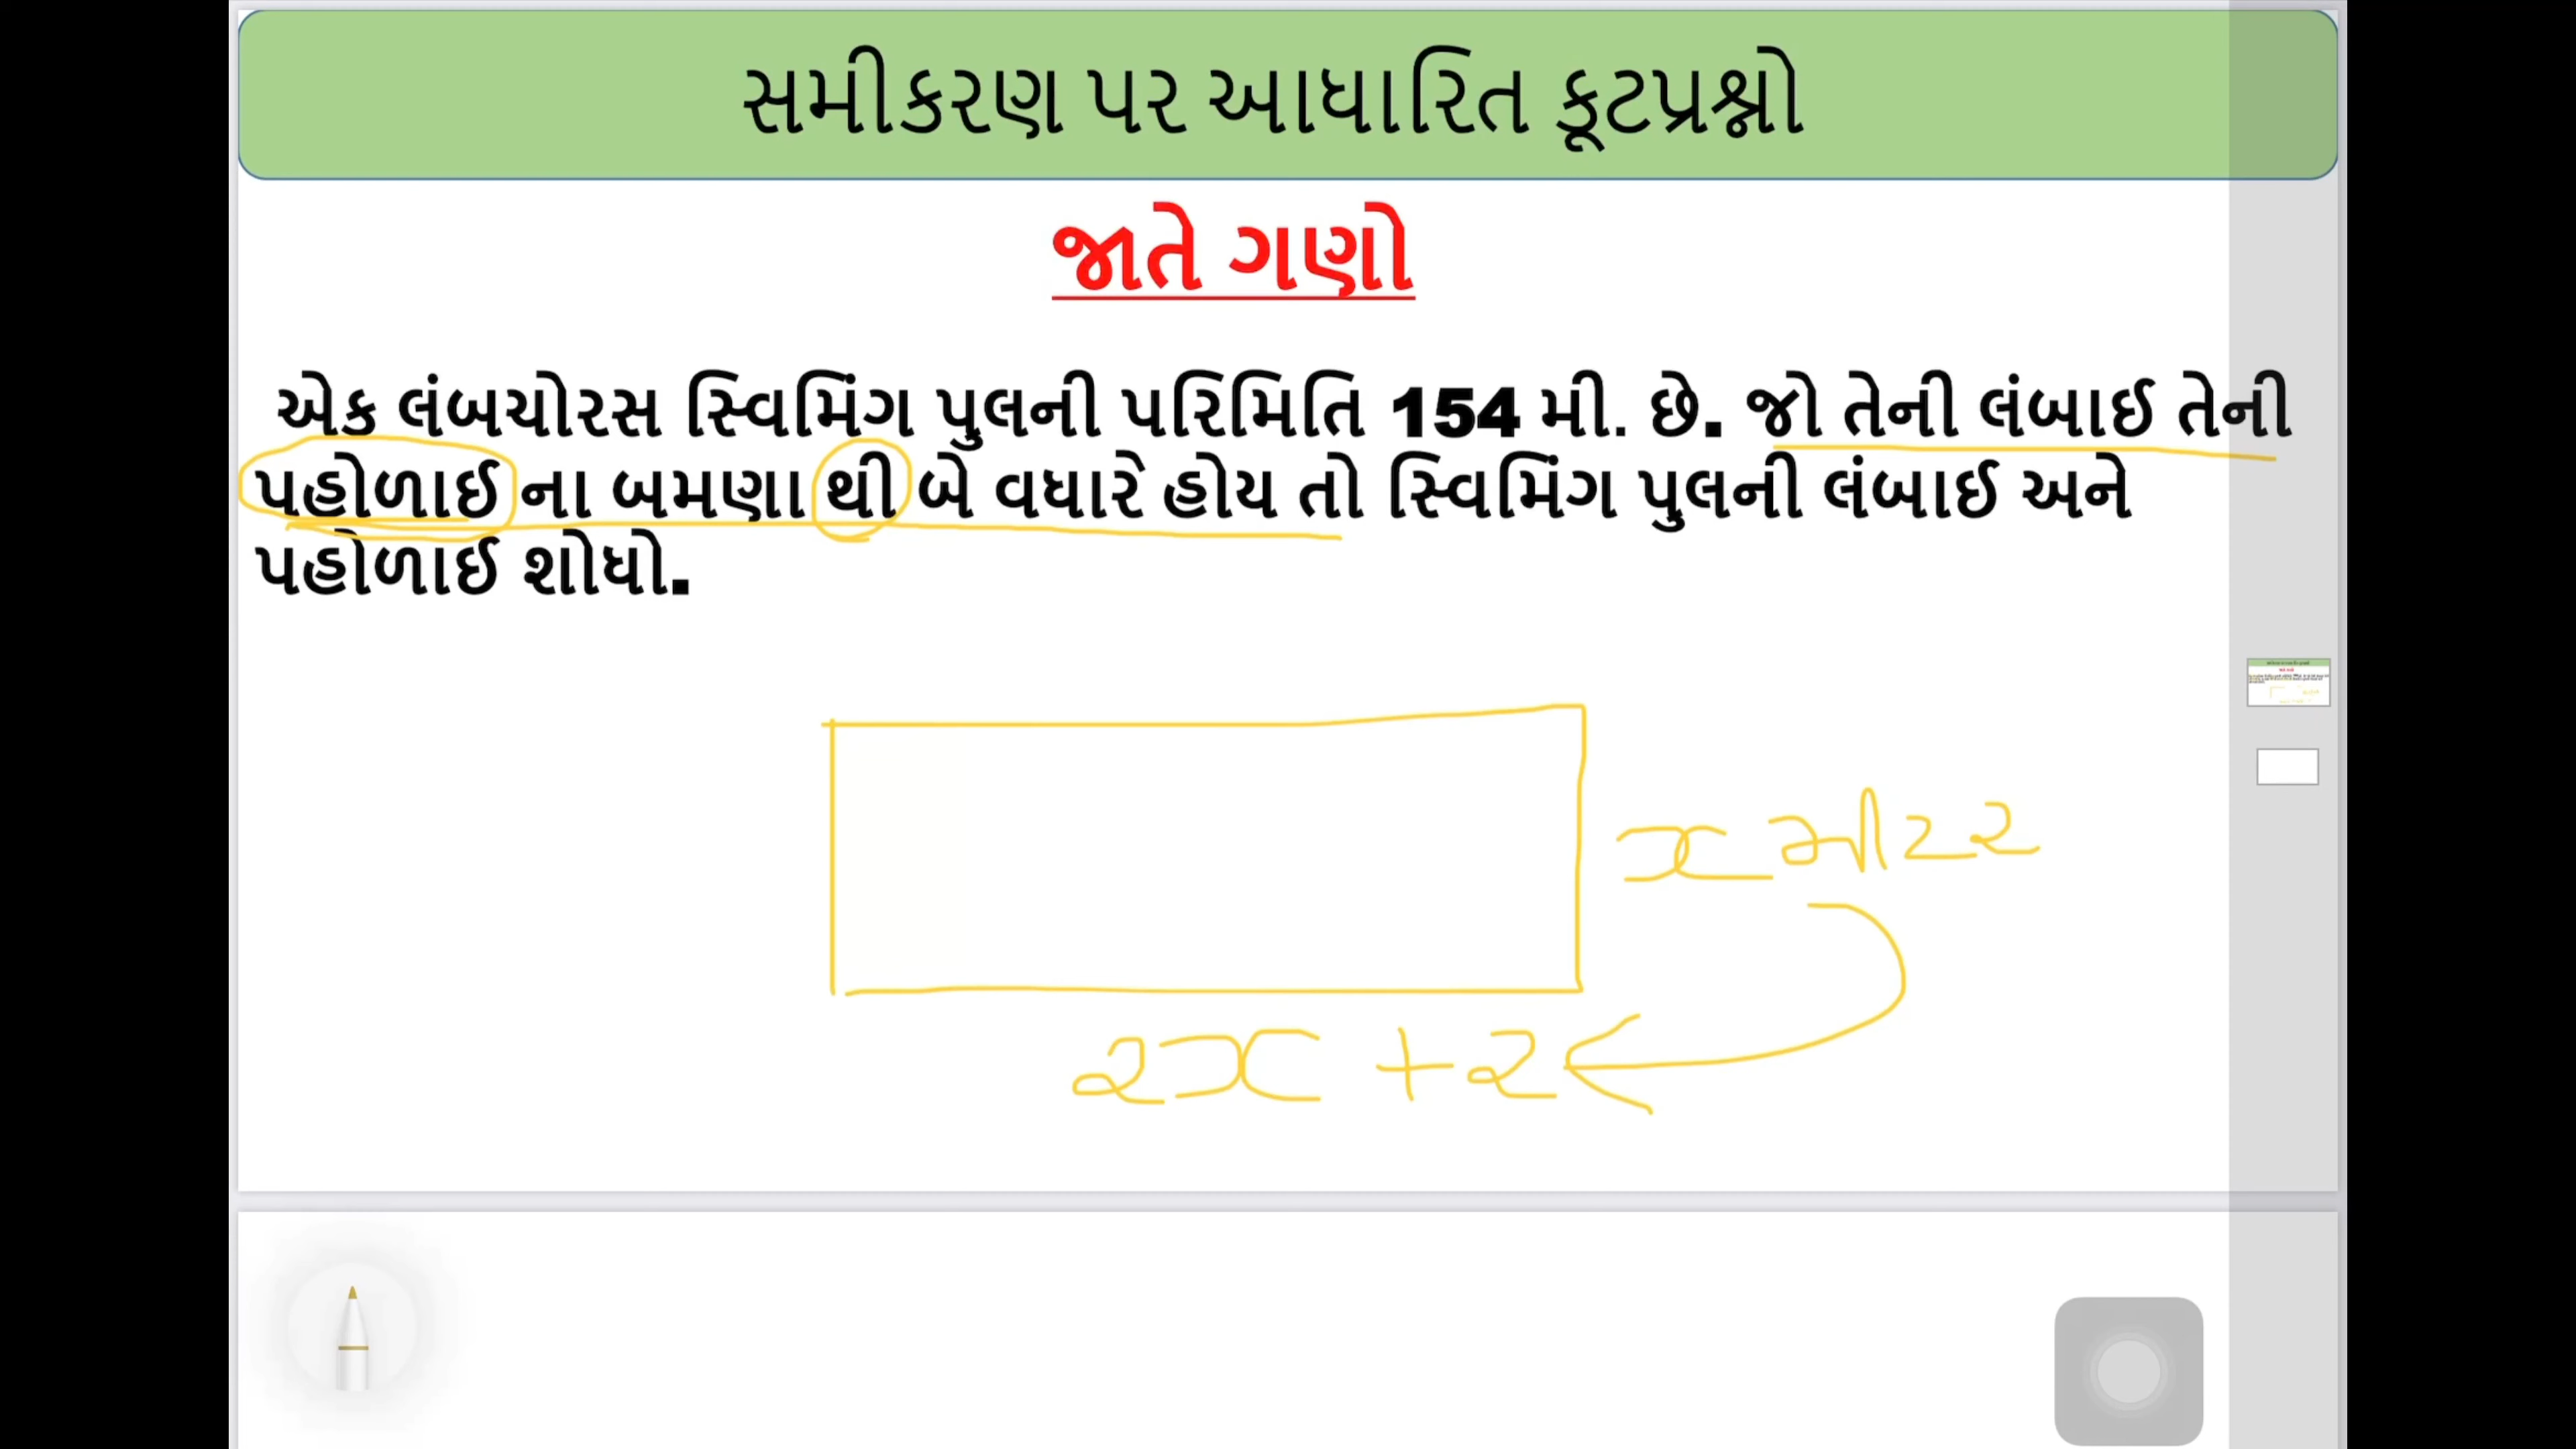 સમીકરણ પર આધારિત કૂટપ્રશ્નો
જાતે ગણો
એક લંબચોરસ સ્વિમિંગ પુલની પરિમિતિ 154 મી. છે. જો તેની લંબાઈ તેની
પહોળાઈ ના બમણા થી બે વધારે હોય તો સ્વિમિંગ પુલની લંબાઈ અને
પહોળાઈ શોધો.
x મીટર
2x + 2